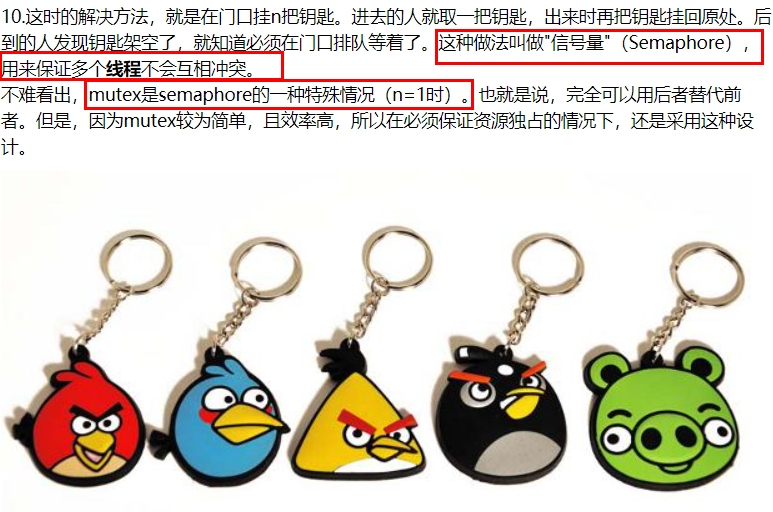 10.这时的解决方法，就是在门口挂n把钥匙。进去的人就取一把钥匙，出来时再把钥匙挂回原处。后
到的人发现钥匙架空了，就知道必须在门口排队等着了。这种做法叫做"信号量"（Semaphore），
用来保证多个线程不会互相冲突。
不难看出，mutex是semaphore的一种特殊情况（n=1时）。也就是说，完全可以用后者替代前
者。但是，因为mutex较为简单，且效率高，所以在必须保证资源独占的情况下，还是采用这种设
计。